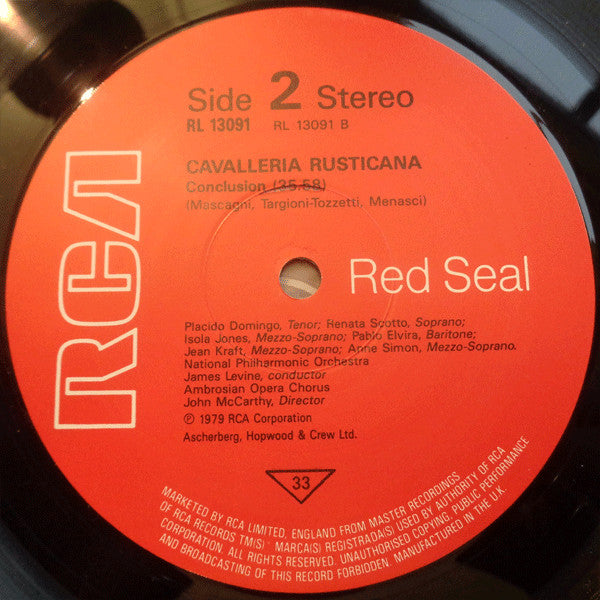 Side 2 Stereo
RL 13091 RL 13091 B
CAVALLERIA RUSTICANA
Conclusion (35.58)
(Mascagni, Targioni-Tozzetti, Menasci)
RCA
Red Seal
Placido Domingo, Tenor; Renata Scotto, Soprano;
Isola Jones, Mezzo-Soprano; Pablo Elvira, Baritone;
Jean Kraft, Mezzo-Soprano; Anne Simon, Mezzo-Soprano.
National Philharmonic Orchestra
James Levine, conductor
Ambrosian Opera Chorus
John McCarthy, Director
℗ 1979 RCA Corporation
Ascherberg, Hopwood & Crew Ltd.
33
MARKETED BY RCA LIMITED, ENGLAND FROM MASTER RECORDINGS
OF RCA RECORDS TM(S)® MARCA(S) REGISTRADA(S) USED BY AUTHORITY OF RCA
CORPORATION. ALL RIGHTS RESERVED. UNAUTHORISED COPYING, PUBLIC PERFORMANCE
AND BROADCASTING OF THIS RECORD FORBIDDEN. MANUFACTURED IN THE U.K